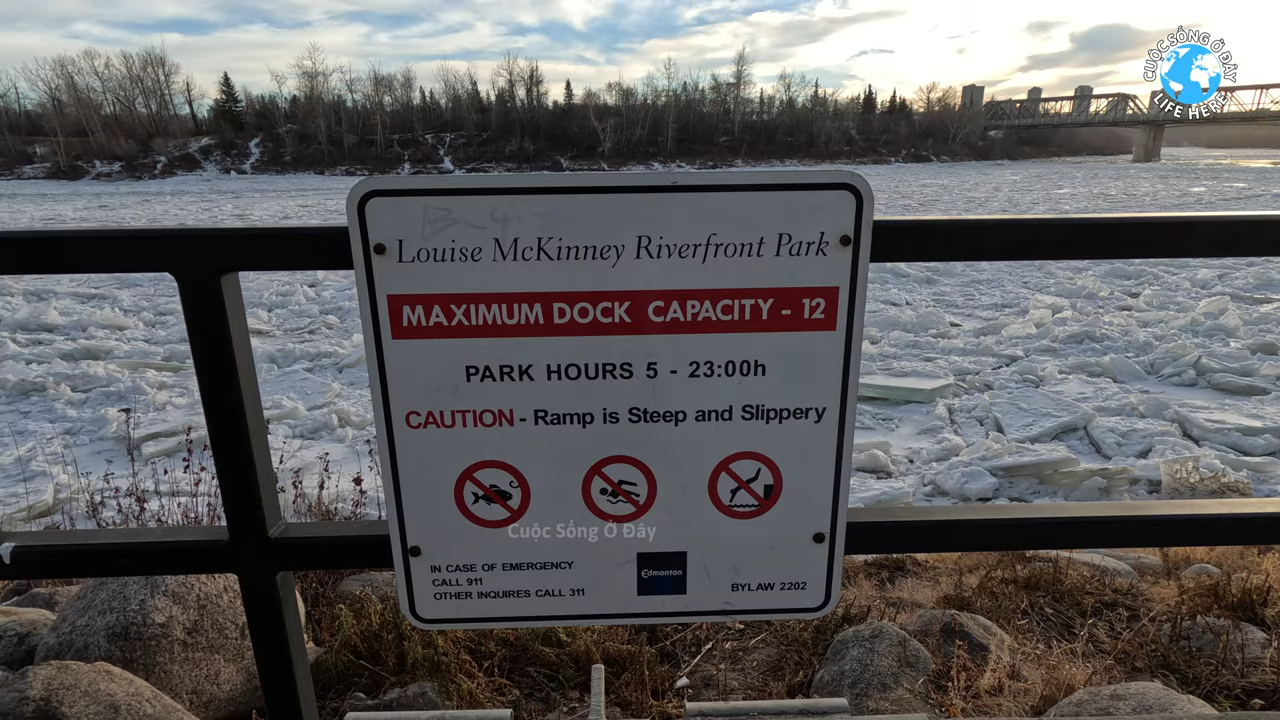 CUỘC SỐNG Ở ĐÂY
LIFE HERE
B-4
Louise McKinney Riverfront Park
MAXIMUM DOCK CAPACITY - 12
PARK HOURS 5 - 23:00h
CAUTION - Ramp is Steep and Slippery
Cuộc Sống Ở Đây
IN CASE OF EMERGENCY
CALL 911
OTHER INQUIRES CALL 311
Edmonton
BYLAW 2202